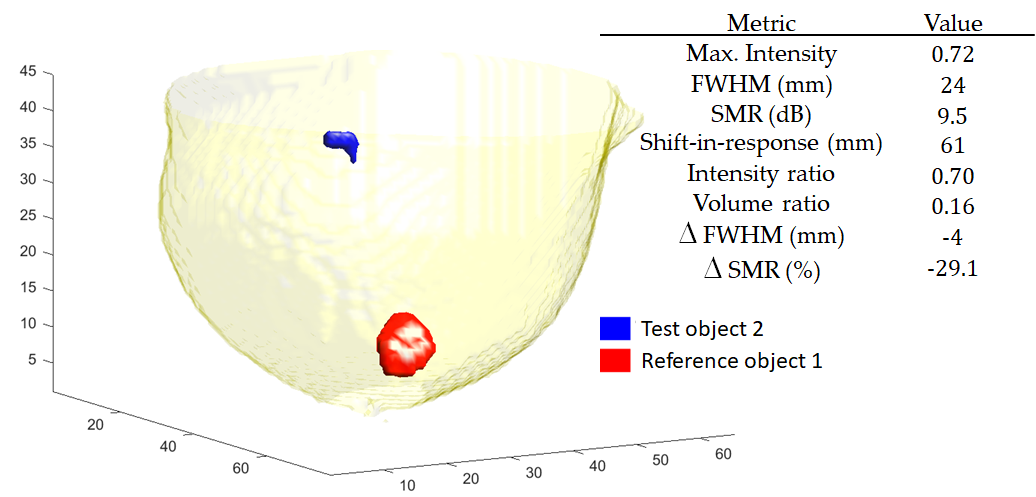 Metric Value
Max. Intensity 0.72
FWHM (mm) 24
SMR (dB) 9.5
Shift-in-response (mm) 61
Intensity ratio 0.70
Volume ratio 0.16
Δ FWHM (mm) -4
Δ SMR (%) -29.1
Test object 2
Reference object 1
45
40
35
30
25
20
15
10
5
20
40
60
10
20
30
40
50
60